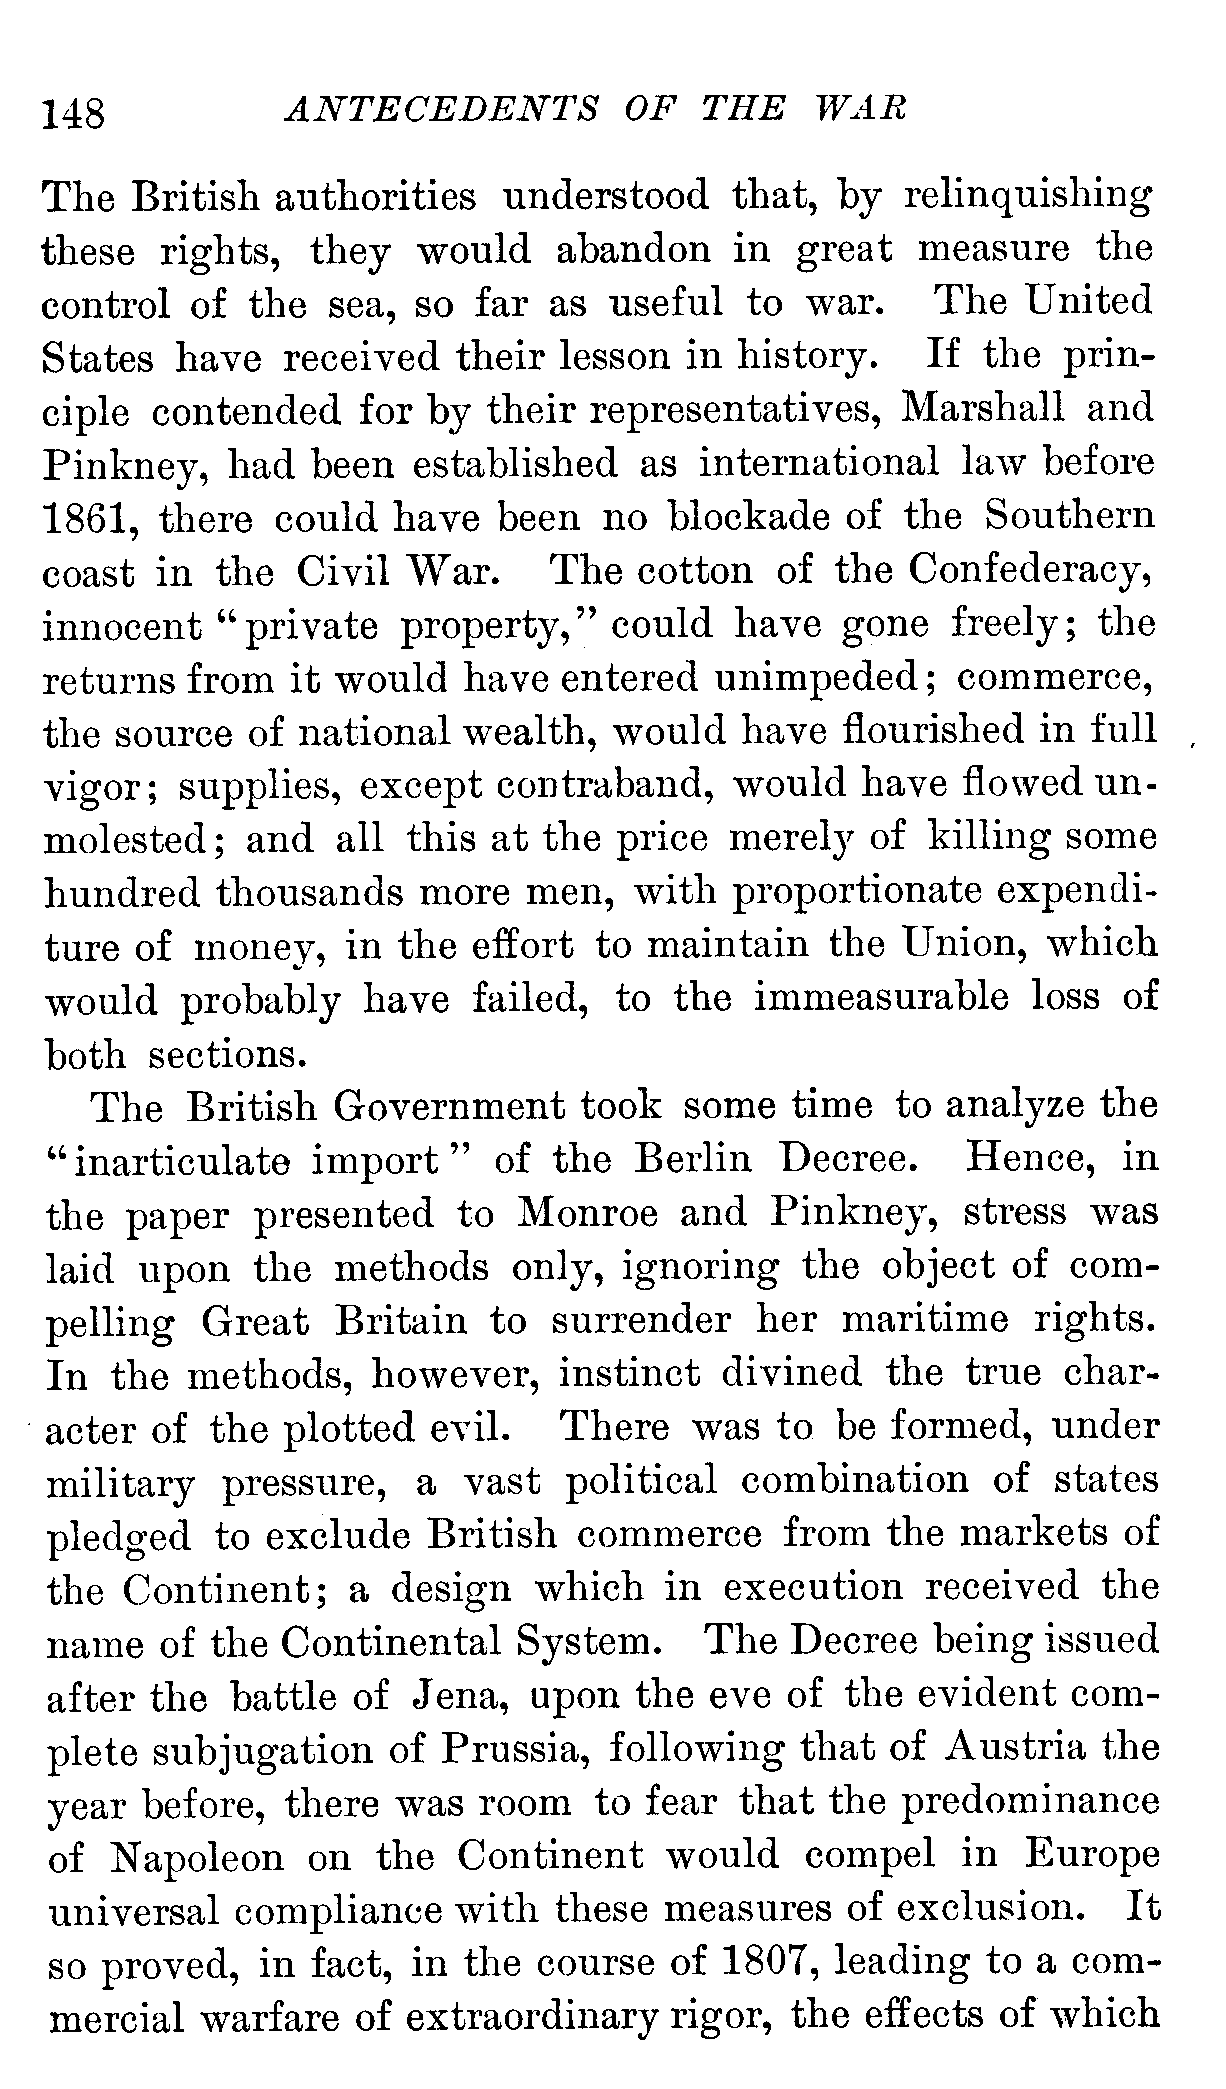 148 ANTECEDENTS OF THE WAR
The British authorities understood that, by relinquishing
these rights, they would abandon in great measure the
control of the sea, so far as useful to war. The United
States have received their lesson in history. If the prin-
ciple contended for by their representatives, Marshall and
Pinkney, had been established as international law before
1861, there could have been no blockade of the Southern
coast in the Civil War. The cotton of the Confederacy,
innocent "private property," could have gone freely; the
returns from it would have entered unimpeded; commerce,
the source of national wealth, would have flourished in full
vigor; supplies, except contraband, would have flowed un-
molested; and all this at the price merely of killing some
hundred thousands more men, with proportionate expendi-
ture of money, in the effort to maintain the Union, which
would probably have failed, to the immeasurable loss of
both sections.
The British Government took some time to analyze the
"inarticulate import" of the Berlin Decree. Hence, in
the paper presented to Monroe and Pinkney, stress was
laid upon the methods only, ignoring the object of com-
pelling Great Britain to surrender her maritime rights.
In the methods, however, instinct divined the true char-
acter of the plotted evil. There was to be formed, under
military pressure, a vast political combination of states
pledged to exclude British commerce from the markets of
the Continent; a design which in execution received the
name of the Continental System. The Decree being issued
after the battle of Jena, upon the eve of the evident com-
plete subjugation of Prussia, following that of Austria the
year before, there was room to fear that the predominance
of Napoleon on the Continent would compel in Europe
universal compliance with these measures of exclusion. It
so proved, in fact, in the course of 1807, leading to a com-
mercial warfare of extraordinary rigor, the effects of which